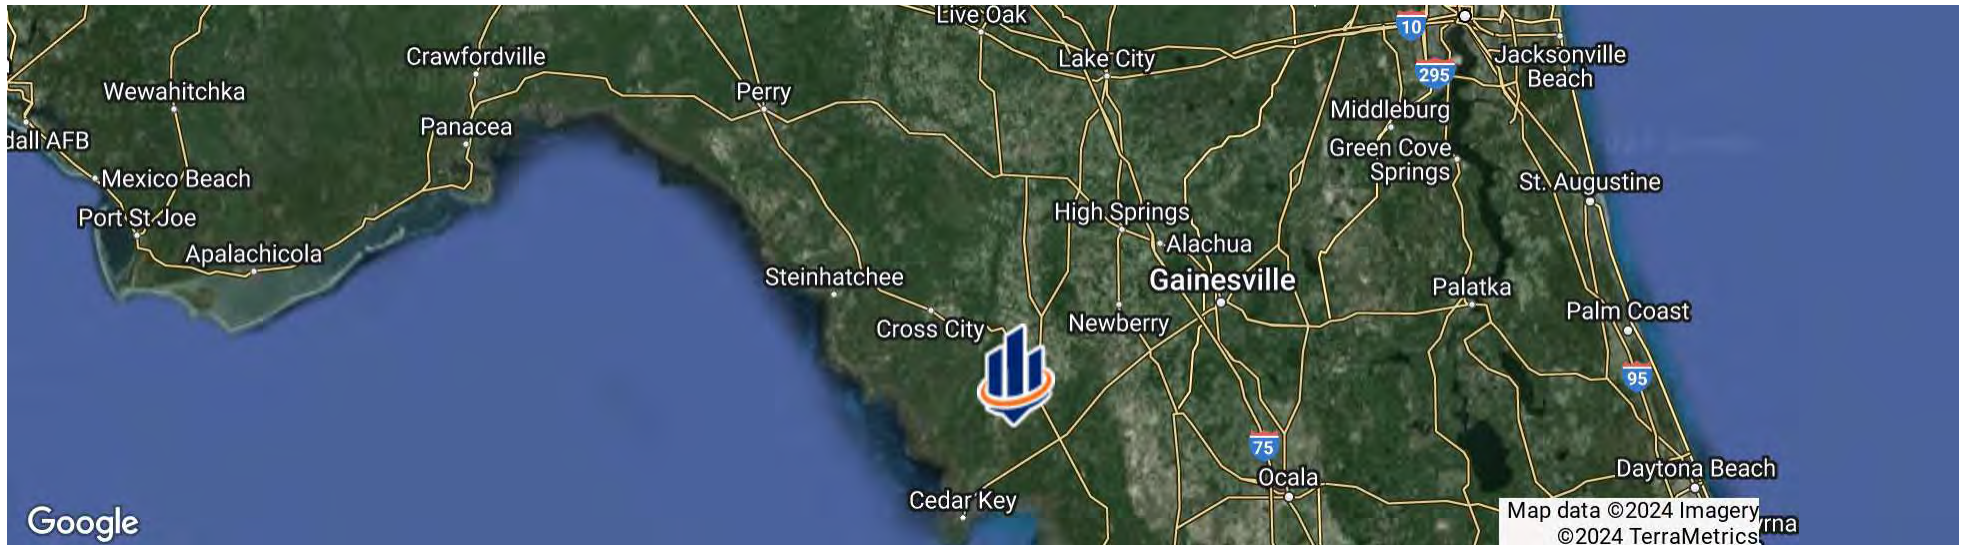 Live Oak
10
Crawfordville
Lake City
Jacksonville
Beach
295
Wewahitchka
Perry
Middleburg
Panacea
dall AFB
Green Cove
Springs
Mexico Beach
St. Augustine
Port St Joe
High Springs
Alachua
Apalachicola
Steinhatchee
Gainesville
Palatka
Palm Coast
Cross City
Newberry
95
75
Ocala
Daytona Beach
Cedar Key
Google
Map data ©2024 Imagery
©2024 TerraMetrics
yrna